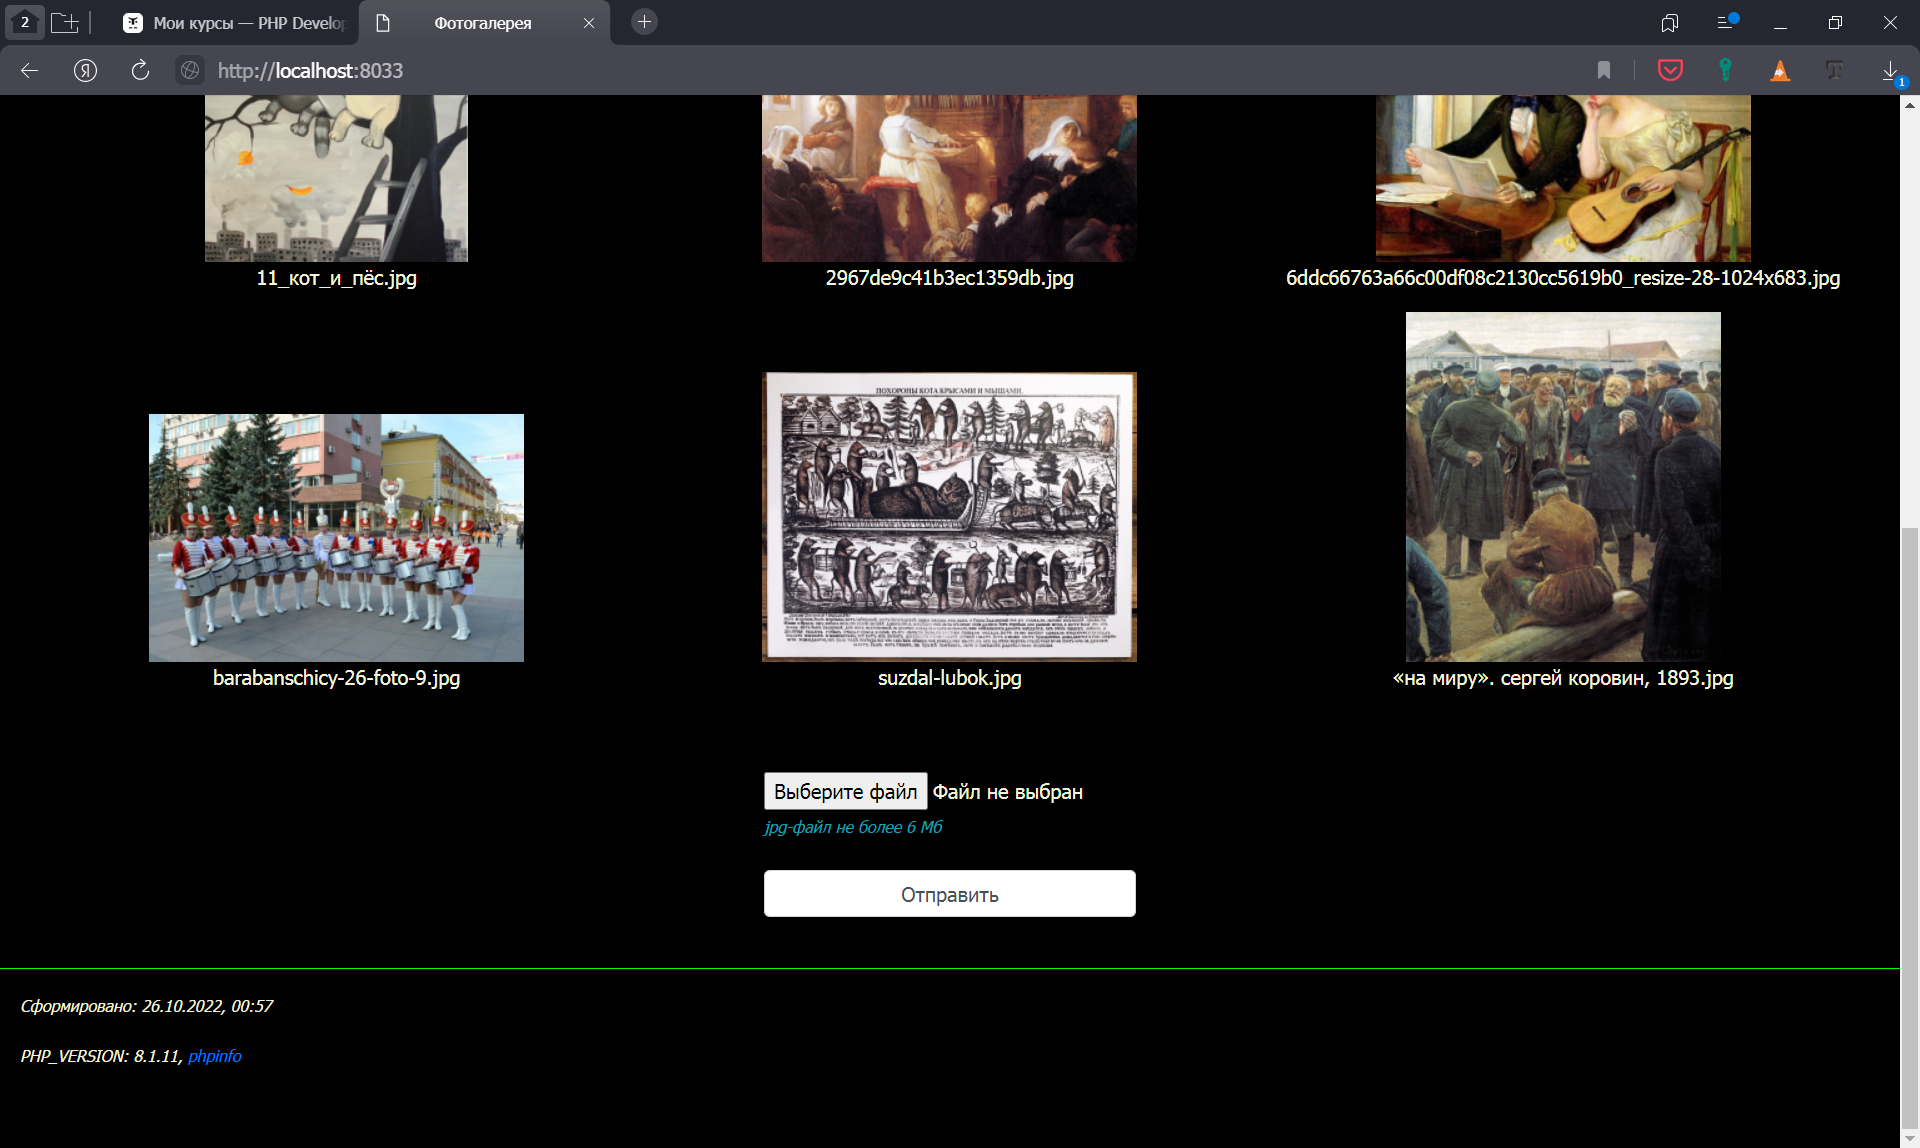 2
Мои курсы — PHP Develop
Фотогалерея
http://localhost:8033
1
11_кот_и_пёс.jpg
2967de9c41b3ec1359db.jpg
6ddc66763a66c00df08c2130cc5619b0_resize-28-1024x683.jpg
ПОХОРОНЫ КОТА КРЫСАМИ И МЫШАМИ.
barabanschicy-26-foto-9.jpg
suzdal-lubok.jpg
«на миру». сергей коровин, 1893.jpg
Выберите файл Файл не выбран
jpg-файл не более 6 Мб
Отправить
Сформировано: 26.10.2022, 00:57
PHP_VERSION: 8.1.11, phpinfo